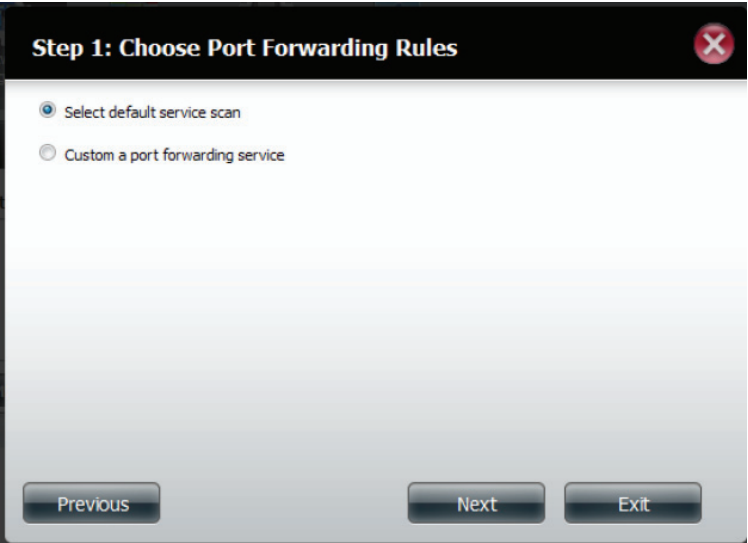 Step 1: Choose Port Forwarding Rules
Select default service scan
Custom a port forwarding service
Previous
Next
Exit